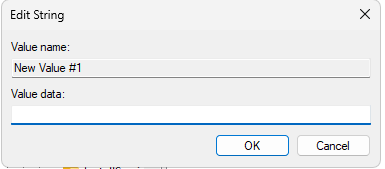 Edit String
Value name:
New Value #1
Value data:
OK
Cancel